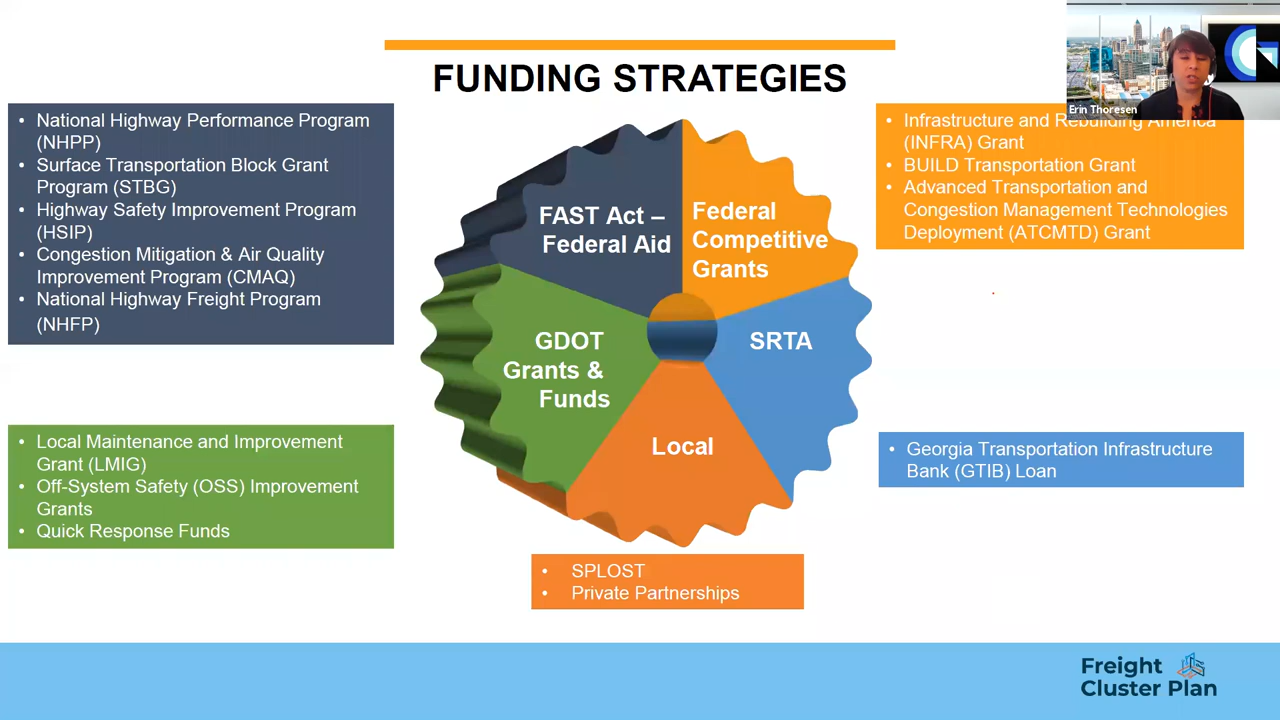 FUNDING STRATEGIES
Erin Thoresen
• National Highway Performance Program
(NHPP)
• Surface Transportation Block Grant
Program (STBG)
• Highway Safety Improvement Program
(HSIP)
• Congestion Mitigation & Air Quality
Improvement Program (CMAQ)
• National Highway Freight Program
(NHFP)
FAST Act –
Federal Aid
Federal
Competitive
Grants
• Infrastructure and Rebuilding America
(INFRA) Grant
• BUILD Transportation Grant
• Advanced Transportation and
Congestion Management Technologies
Deployment (ATCMTD) Grant
GDOT
Grants &
Funds
SRTA
Local
• Local Maintenance and Improvement
Grant (LMIG)
• Off-System Safety (OSS) Improvement
Grants
• Quick Response Funds
• Georgia Transportation Infrastructure
Bank (GTIB) Loan
• SPLOST
• Private Partnerships
Freight
Cluster Plan